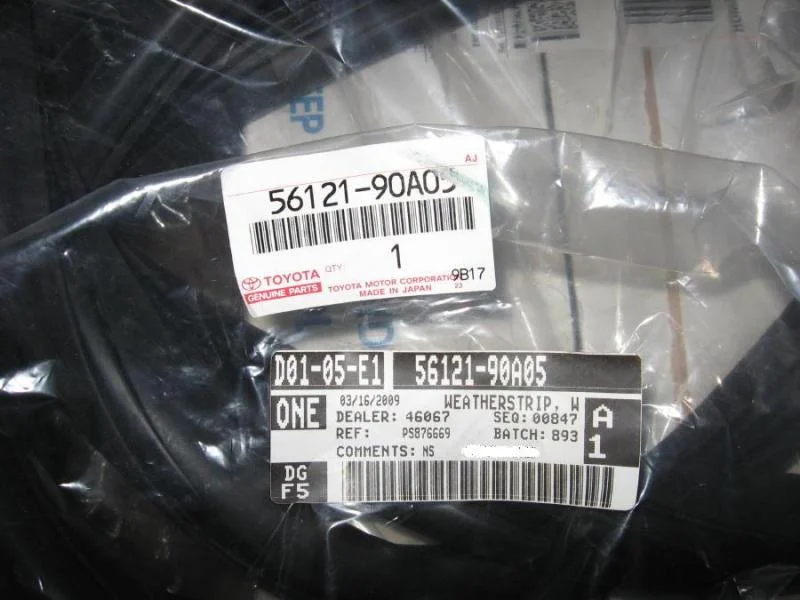 TEP
AJ
56121-90A05
QTY: 1
9B17
TOYOTA
GENUINE PARTS
TOYOTA MOTOR CORPORATION 23
MADE IN JAPAN
D01-05-E1 56121-90A05
ONE 03/16/2009 WEATHERSTRIP, W
DEALER: 46067 SEQ: 00847
REF: PS876669 BATCH: 893
COMMENTS: NS
A
1
DG
F5